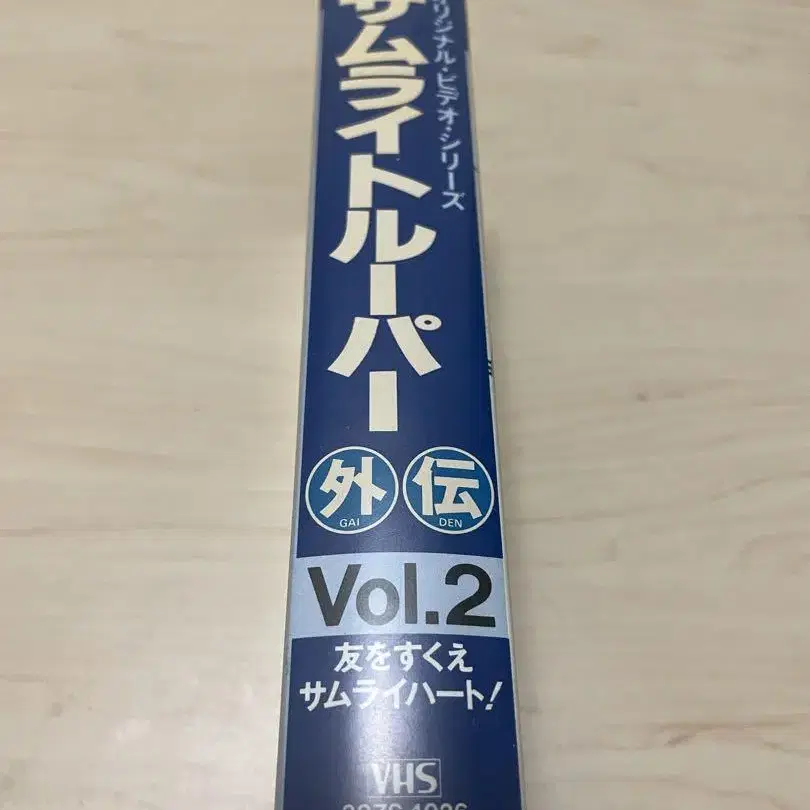 リジナル・ビデオ・シリーズ
サムライトルーパー
外伝
GAI DEN
Vol.2
友をすくえ
サムライハート!
VHS